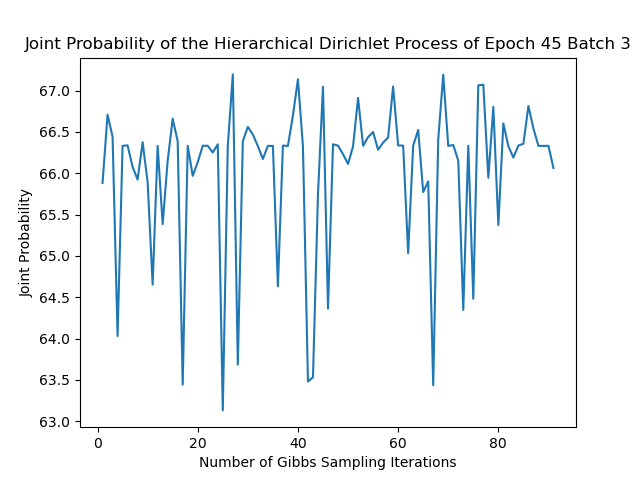 Joint Probability of the Hierarchical Dirichlet Process of Epoch 45 Batch 3
67.0
66.5
66.0
65.5
65.0
64.5
64.0
63.5
63.0
Joint Probability
0 20 40 60 80
Number of Gibbs Sampling Iterations